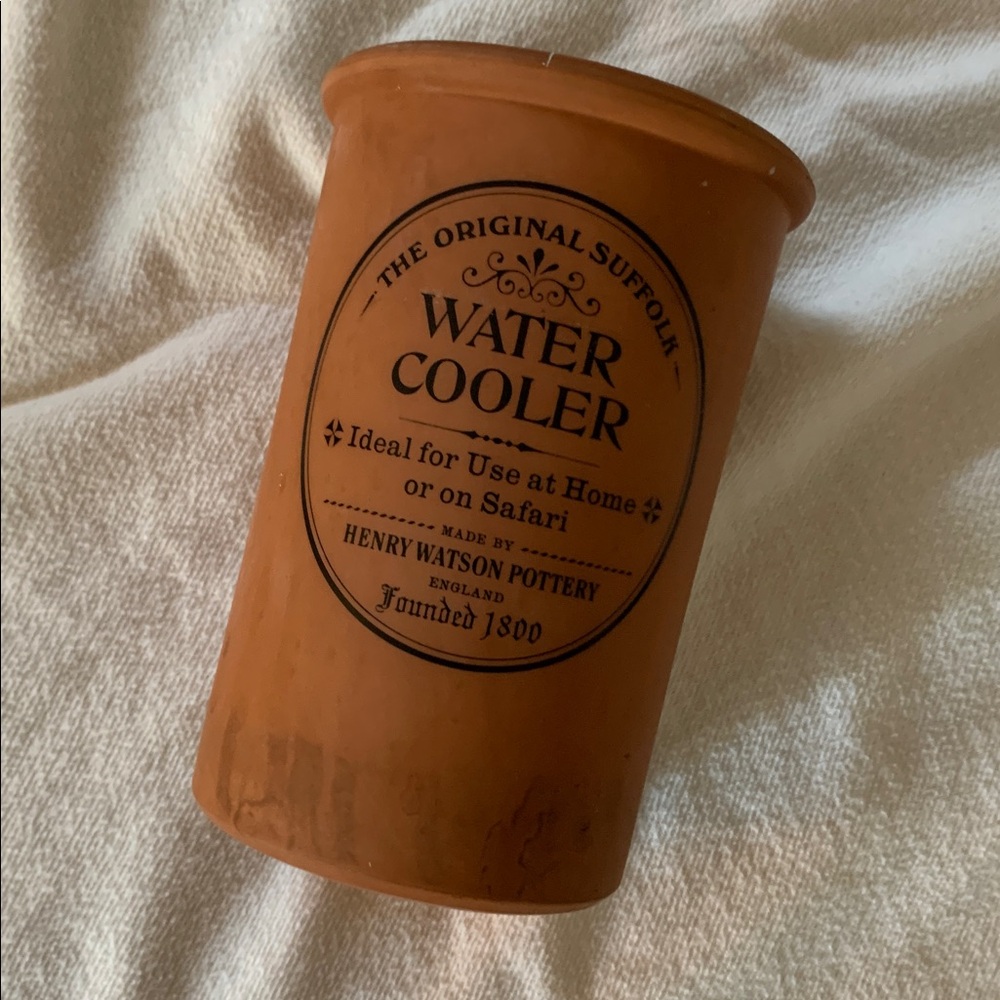 THE ORIGINAL SUFFOLK
WATER
COOLER
Ideal for Use at Home
or on Safari
MADE BY
HENRY WATSON POTTERY
ENGLAND
Founded 1800